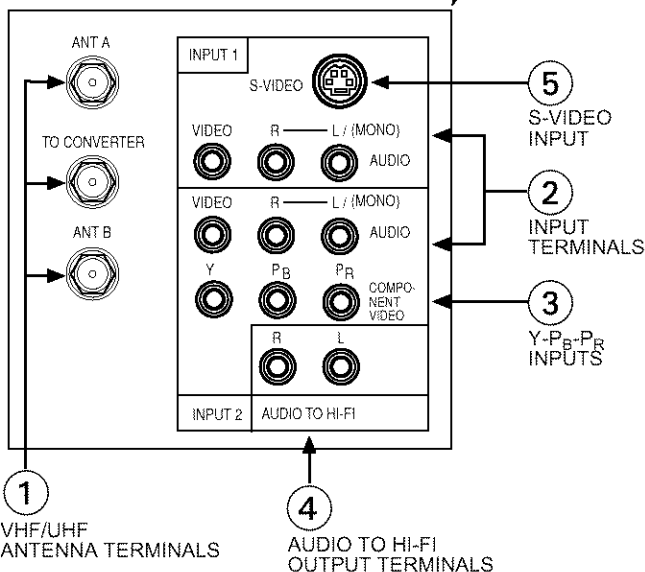 ANT A
TO CONVERTER
ANT B
INPUT 1
S-VIDEO
VIDEO R L / (MONO)
AUDIO
VIDEO R L / (MONO)
AUDIO
Y PB PR
COMPO-
NENT
VIDEO
R L
INPUT 2 AUDIO TO HI-FI
5
S-VIDEO
INPUT
2
INPUT
TERMINALS
3
Y-PB-PR
INPUTS
1
VHF/UHF
ANTENNA TERMINALS
4
AUDIO TO HI-FI
OUTPUT TERMINALS